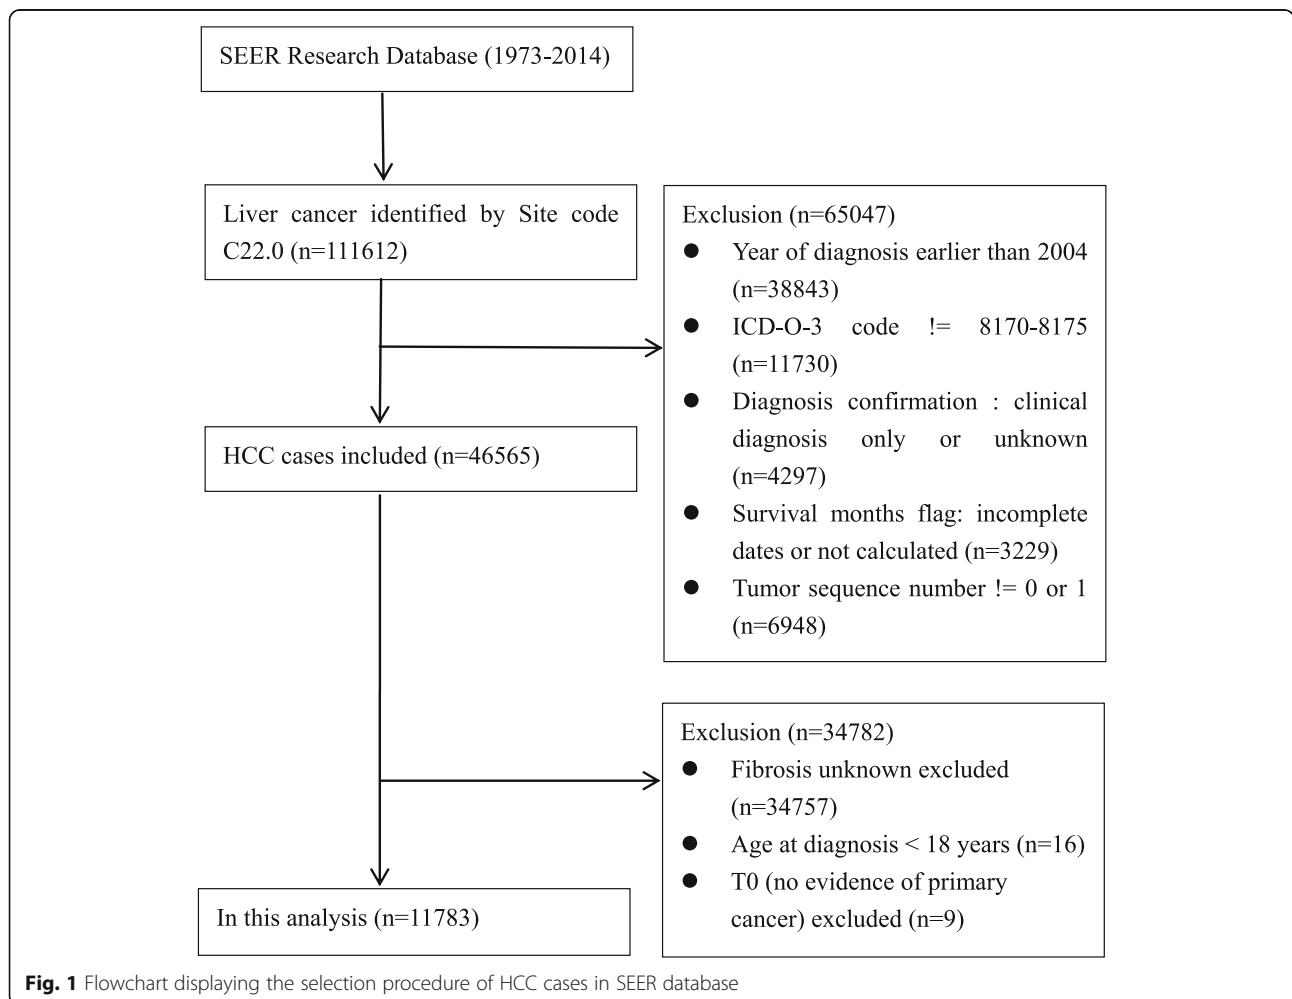 SEER Research Database (1973-2014)
Liver cancer identified by Site code
C22.0 (n=111612)
Exclusion (n=65047)
● Year of diagnosis earlier than 2004
(n=38843)
● ICD-O-3 code != 8170-8175
(n=11730)
● Diagnosis confirmation : clinical
diagnosis only or unknown
(n=4297)
● Survival months flag: incomplete
dates or not calculated (n=3229)
● Tumor sequence number != 0 or 1
(n=6948)
HCC cases included (n=46565)
Exclusion (n=34782)
● Fibrosis unknown excluded
(n=34757)
● Age at diagnosis < 18 years (n=16)
● T0 (no evidence of primary
cancer) excluded (n=9)
In this analysis (n=11783)
Fig. 1 Flowchart displaying the selection procedure of HCC cases in SEER database